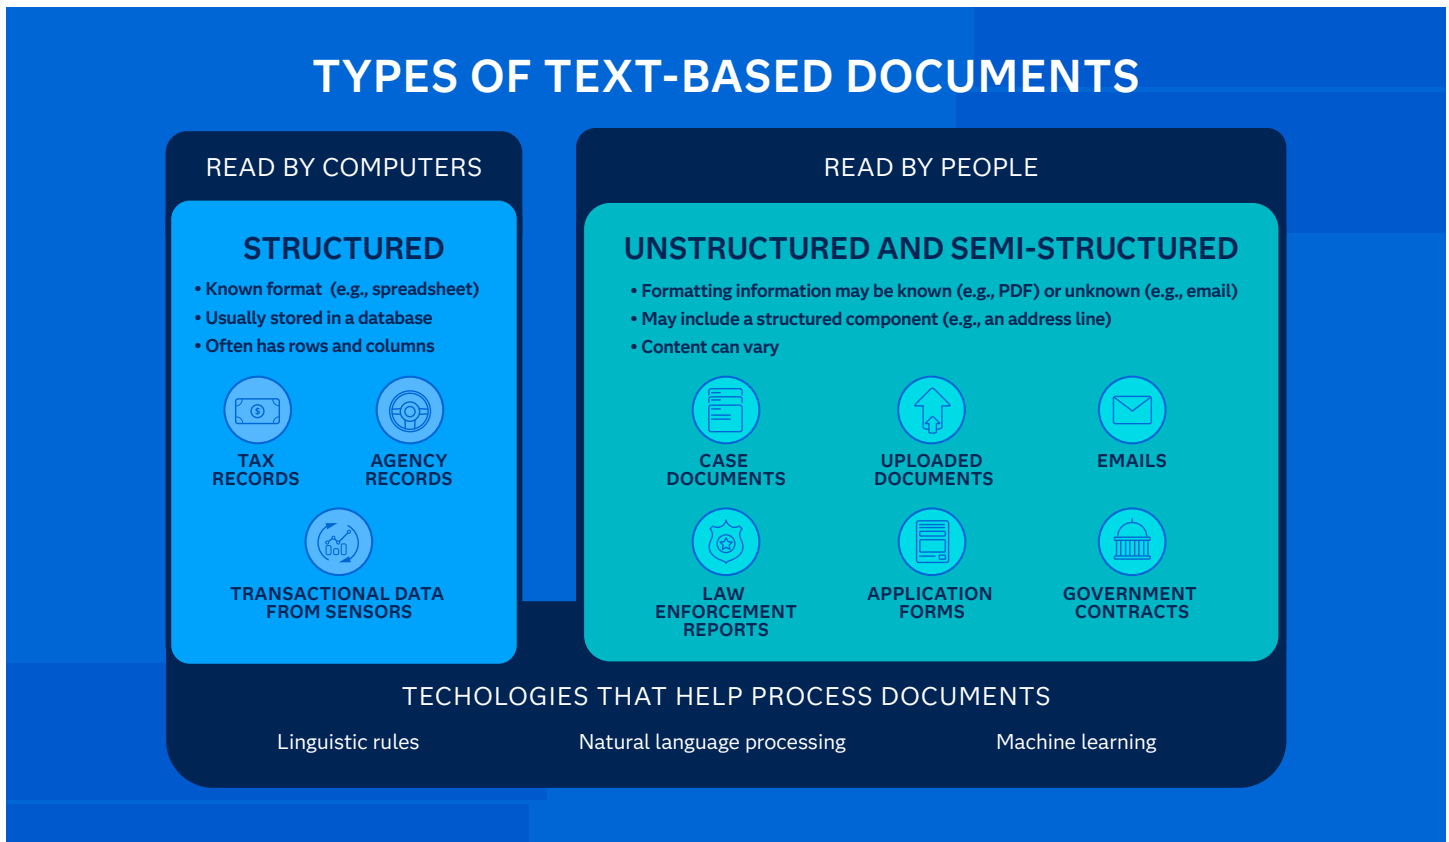 TYPES OF TEXT-BASED DOCUMENTS
READ BY COMPUTERS
STRUCTURED
• Known format (e.g., spreadsheet)
• Usually stored in a database
• Often has rows and columns
$
TAX
RECORDS
AGENCY
RECORDS
TRANSACTIONAL DATA
FROM SENSORS
READ BY PEOPLE
UNSTRUCTURED AND SEMI-STRUCTURED
• Formatting information may be known (e.g., PDF) or unknown (e.g., email)
• May include a structured component (e.g., an address line)
• Content can vary
CASE
DOCUMENTS
UPLOADED
DOCUMENTS
EMAILS
LAW
ENFORCEMENT
REPORTS
APPLICATION
FORMS
GOVERNMENT
CONTRACTS
TECHOLOGIES THAT HELP PROCESS DOCUMENTS
Linguistic rules
Natural language processing
Machine learning